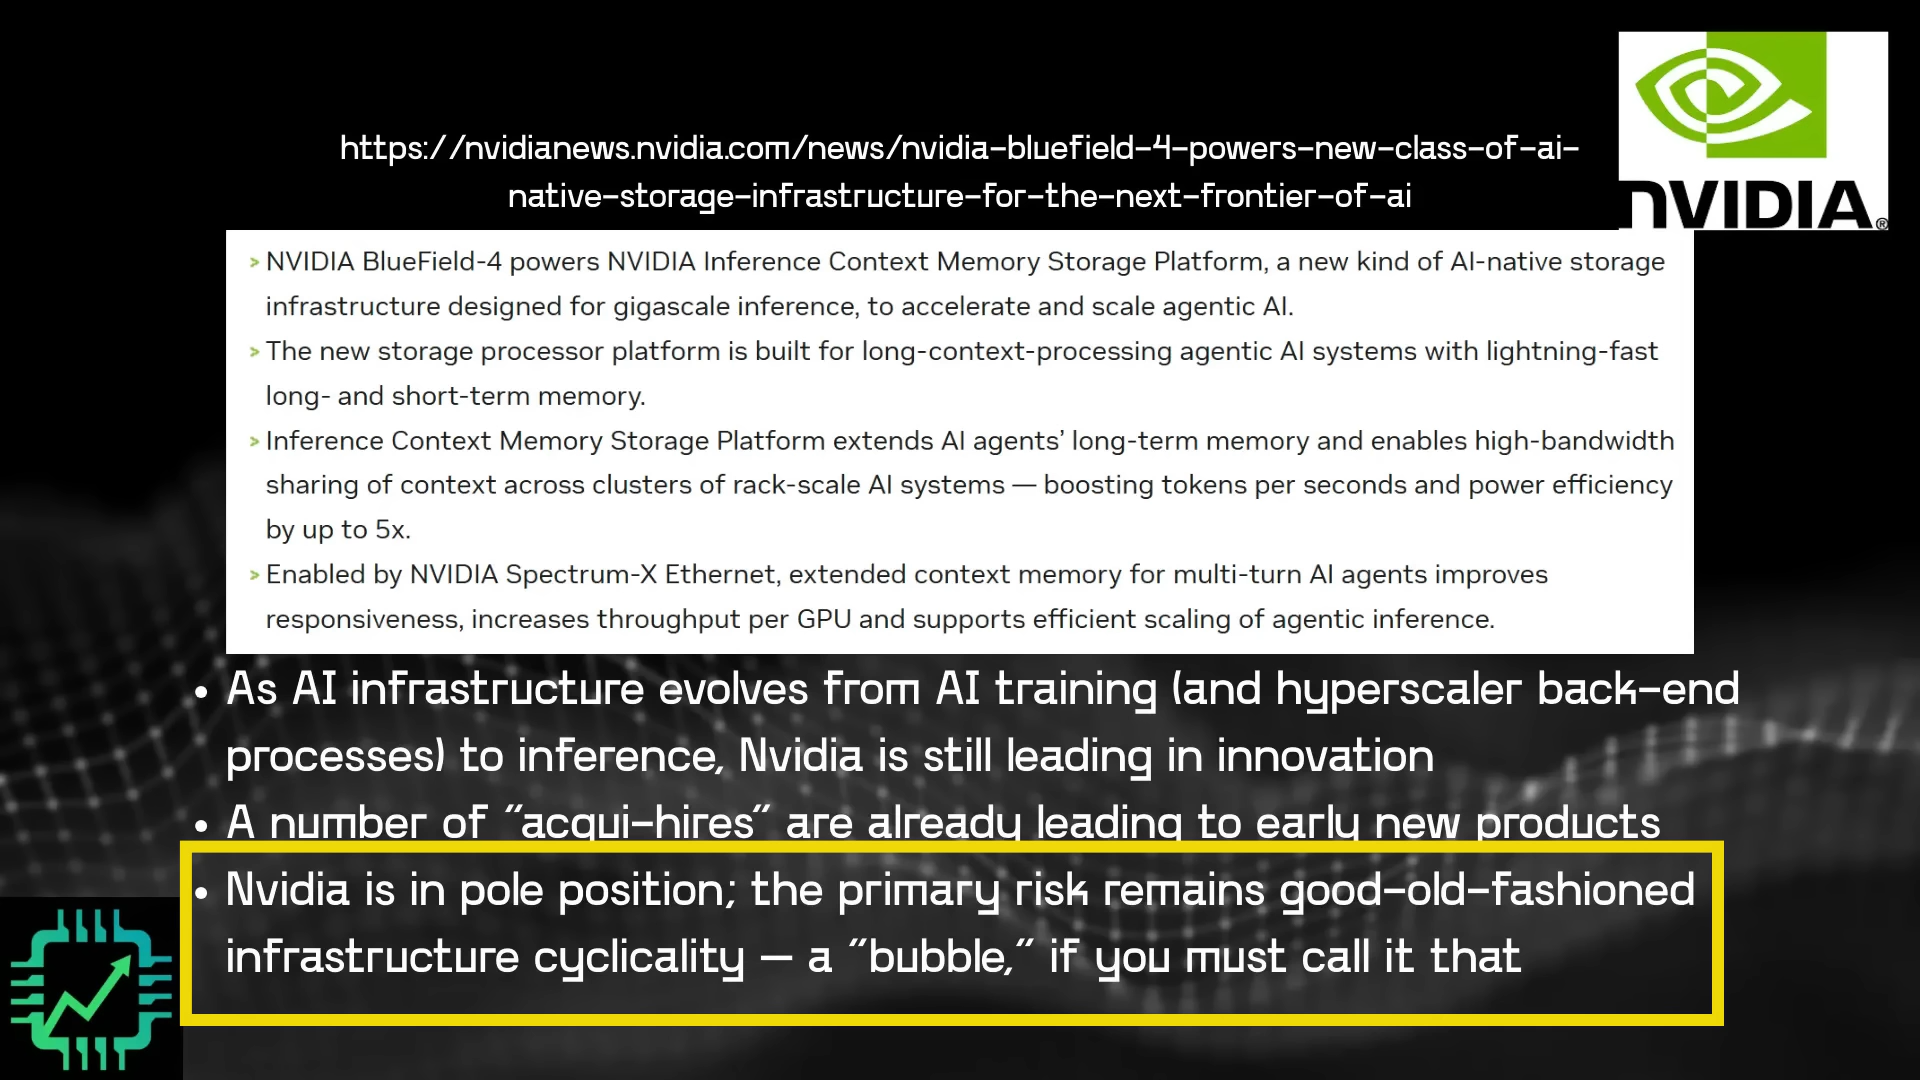 https://nvidianews.nvidia.com/news/nvidia-bluefield-4-powers-new-class-of-ai-
native-storage-infrastructure-for-the-next-frontier-of-ai
nVIDIA®
> NVIDIA BlueField-4 powers NVIDIA Inference Context Memory Storage Platform, a new kind of AI-native storage
infrastructure designed for gigascale inference, to accelerate and scale agentic AI.
> The new storage processor platform is built for long-context-processing agentic AI systems with lightning-fast
long- and short-term memory.
> Inference Context Memory Storage Platform extends AI agents’ long-term memory and enables high-bandwidth
sharing of context across clusters of rack-scale AI systems — boosting tokens per seconds and power efficiency
by up to 5x.
> Enabled by NVIDIA Spectrum-X Ethernet, extended context memory for multi-turn AI agents improves
responsiveness, increases throughput per GPU and supports efficient scaling of agentic inference.
• As AI infrastructure evolves from AI training (and hyperscaler back-end
processes) to inference, Nvidia is still leading in innovation
• A number of "acqui-hires" are already leading to early new products
• Nvidia is in pole position; the primary risk remains good-old-fashioned
infrastructure cyclicality — a "bubble," if you must call it that